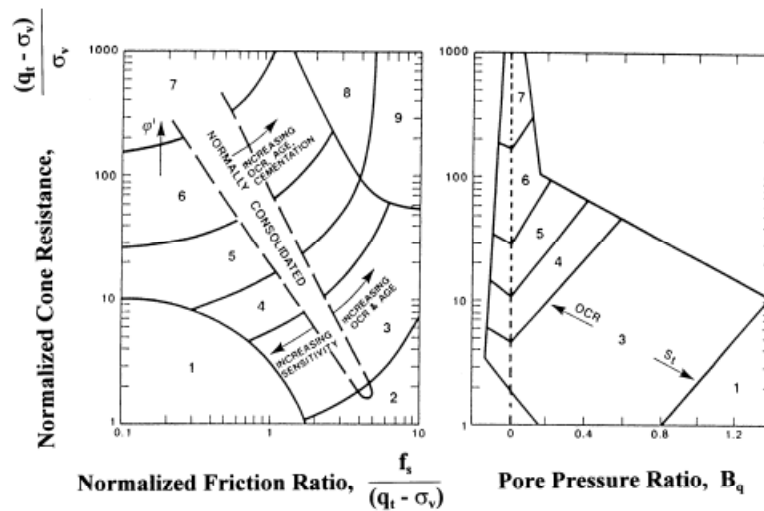 (qt - σv)
σv
Normalized Cone Resistance,
1000
100
10
1
0.1
1
10
7
8
9
φ'
6
5
4
3
1
2
NORMALLY CONSOLIDATED
INCREASING
OCR, AGE,
CEMENTATION
INCREASING
OCR & AGE
INCREASING
SENSITIVITY
Normalized Friction Ratio,
fs
(qt - σv)
1000
100
10
1
0
0.4
0.8
1.2
7
6
5
4
OCR
3
St
1
Pore Pressure Ratio, Bq